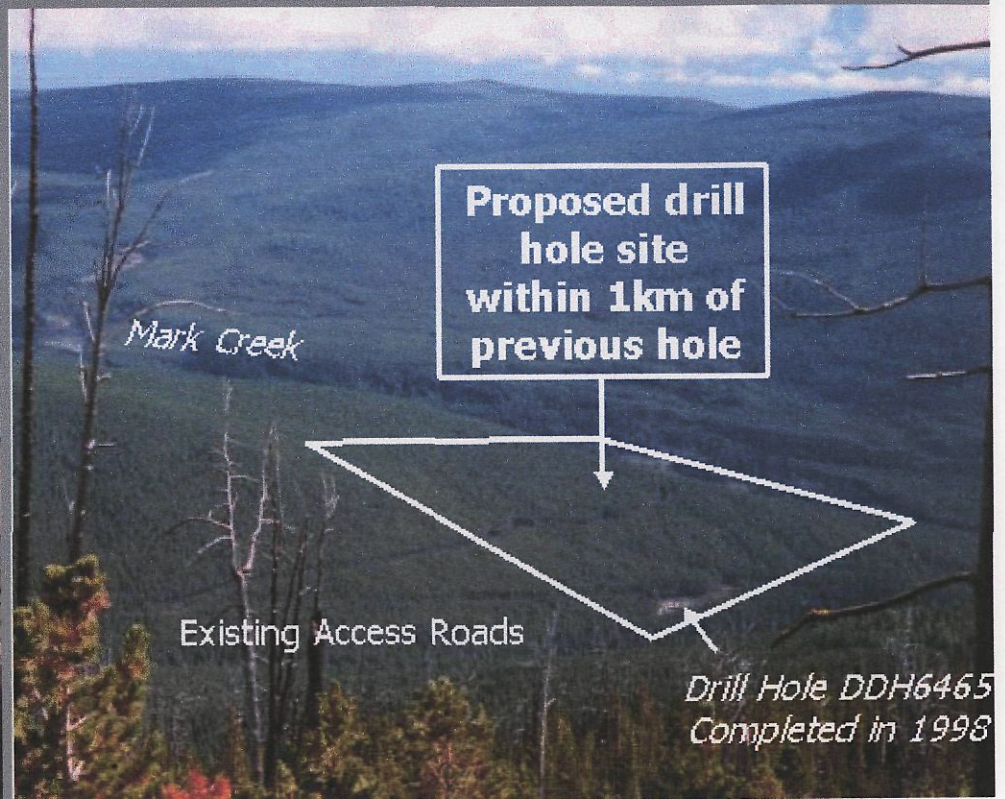 Proposed drill
hole site
within 1km of
previous hole
Mark Creek
Existing Access Roads
Drill Hole DDH6465
Completed in 1998